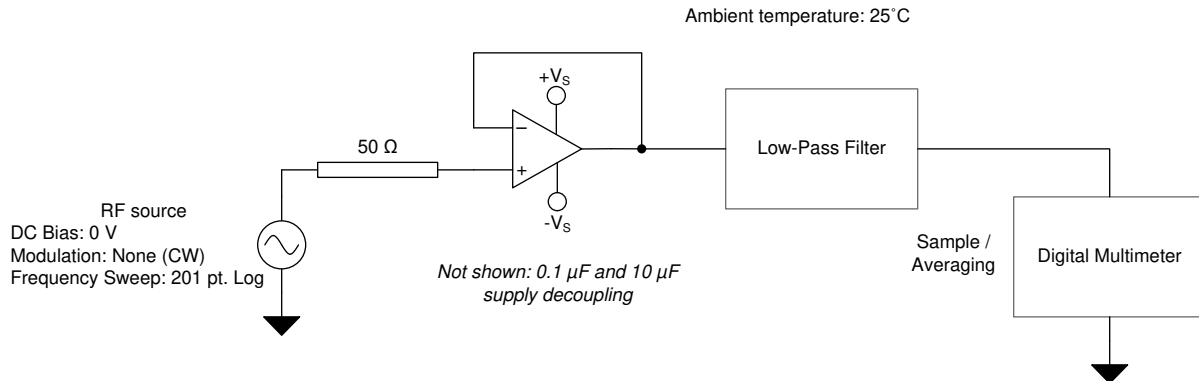 Ambient temperature: 25˚C
+VS
−
50 Ω
+
-VS
Low-Pass Filter
RF source
DC Bias: 0 V
Modulation: None (CW)
Frequency Sweep: 201 pt. Log
Not shown: 0.1 µF and 10 µF
supply decoupling
Sample /
Averaging
Digital Multimeter